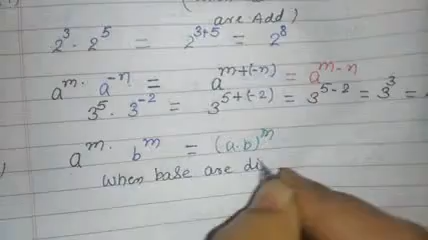 are Add)
2³ · 2⁵ = 2³⁺⁵ = 2⁸
aᵐ · a⁻ⁿ = aᵐ⁺⁽⁻ⁿ⁾ = aᵐ⁻ⁿ
3⁵ · 3⁻² = 3⁵⁺⁽⁻²⁾ = 3⁵⁻² = 3³ =
aᵐ · bᵐ = (a.b)ᵐ
When base are di